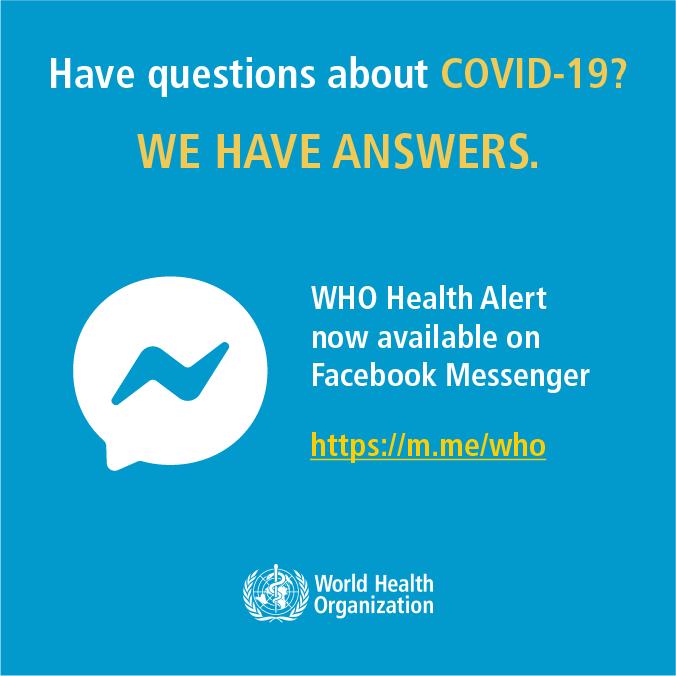 Have questions about COVID-19?
WE HAVE ANSWERS.
WHO Health Alert
now available on
Facebook Messenger
https://m.me/who
World Health
Organization